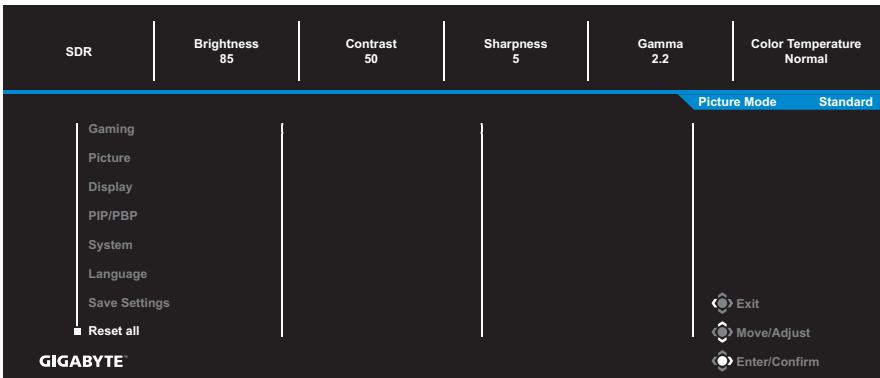 SDR
Brightness
85
Contrast
50
Sharpness
5
Gamma
2.2
Color Temperature
Normal
Picture Mode Standard
Gaming
Picture
Display
PIP/PBP
System
Language
Save Settings
Reset all
Exit
Move/Adjust
Enter/Confirm
GIGABYTE™